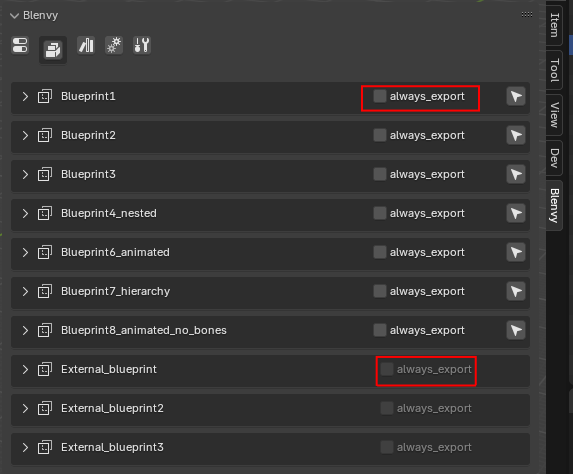 Blenvy
Item
Tool
View
Dev
Blenvy
Blueprint1 always_export
Blueprint2 always_export
Blueprint3 always_export
Blueprint4_nested always_export
Blueprint6_animated always_export
Blueprint7_hierarchy always_export
Blueprint8_animated_no_bones always_export
External_blueprint always_export
External_blueprint2 always_export
External_blueprint3 always_export